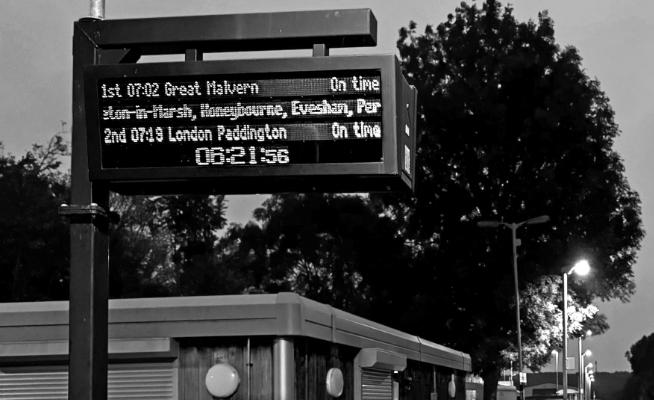 1st 07:02 Great Malvern On time
eton-in-Marsh, Honeybourne, Evesham, Per
2nd 07:19 London Paddington On time
06:21:56